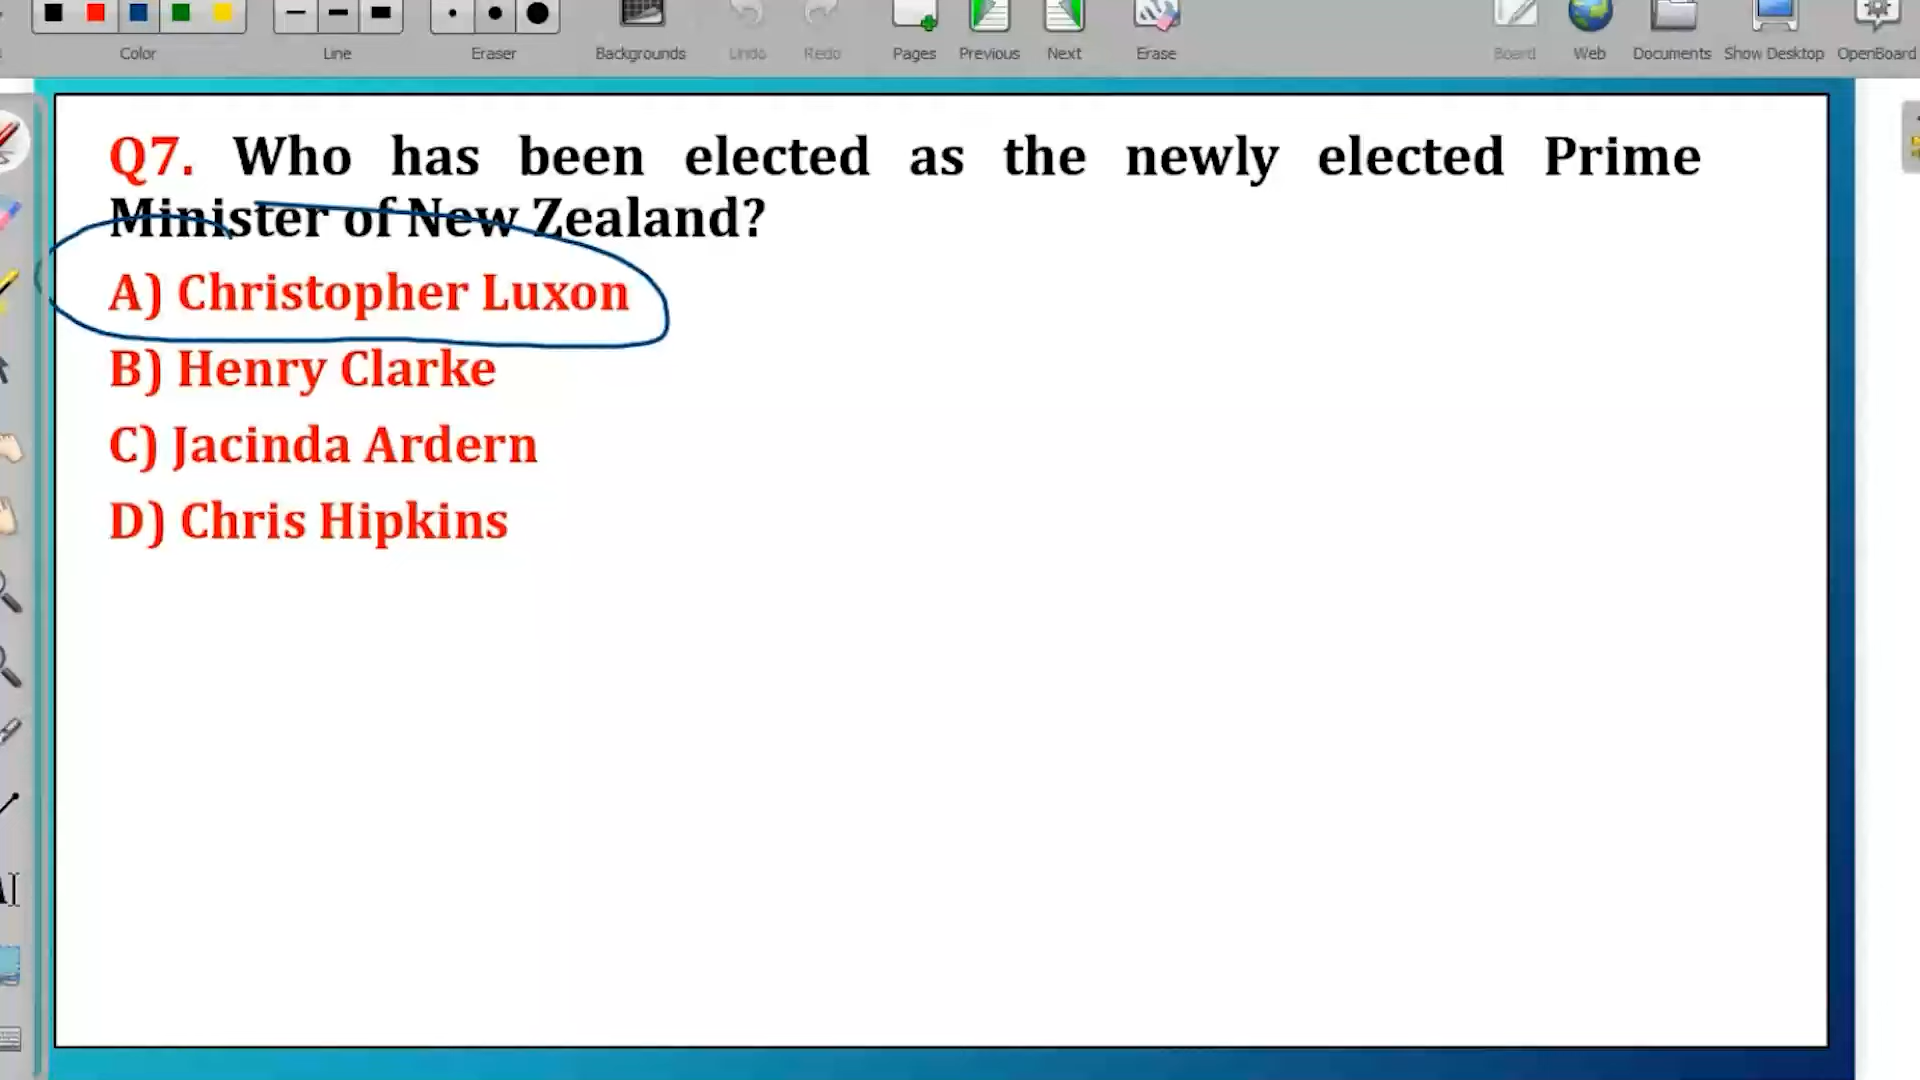 Color Line Eraser Backgrounds Undo Redo Pages Previous Next Erase Board Web Documents Show Desktop OpenBoard
Q7. Who has been elected as the newly elected Prime
Minister of New Zealand?
A) Christopher Luxon
B) Henry Clarke
C) Jacinda Ardern
D) Chris Hipkins